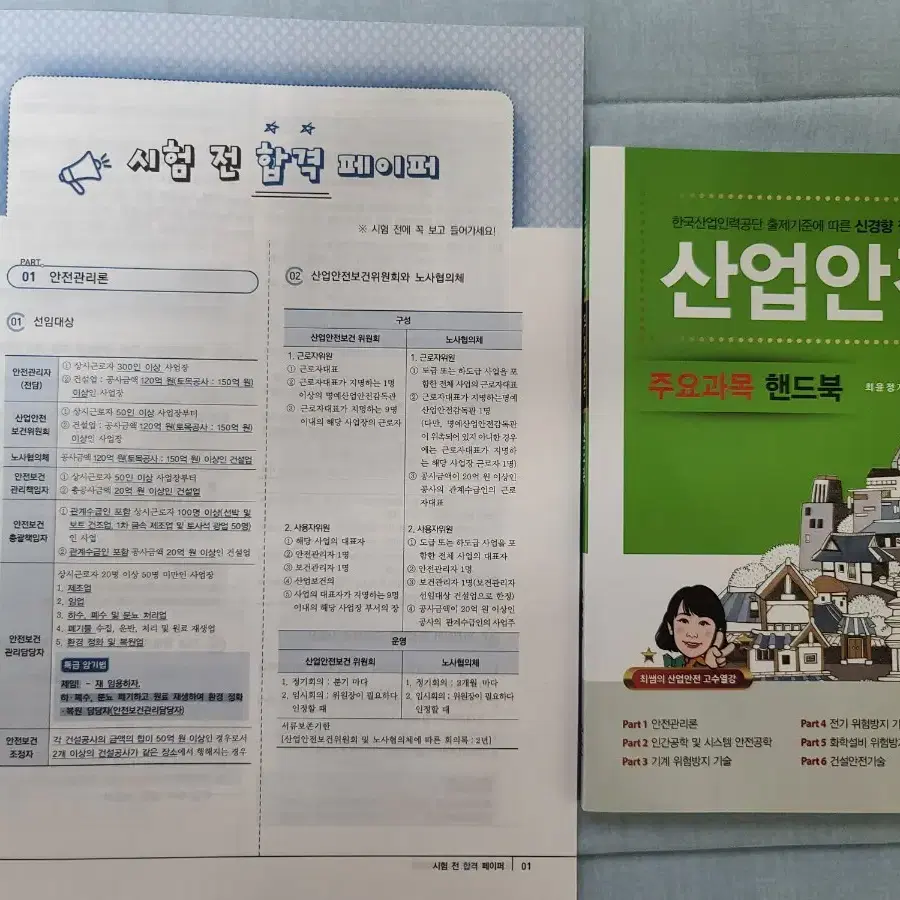 시험 전 합격 페이퍼
※ 시험 전에 꼭 보고 들어가세요!
PART.
01 안전관리론
01 선임대상
안전관리자
(전담)
① 상시근로자 300인 이상 사업장
② 건설업 : 공사금액 120억 원(토목공사 : 150억 원)
이상인 사업장
산업안전
보건위원회
① 상시근로자 50인 이상 사업장부터
② 건설업 : 공사금액 120억 원(토목공사 : 150억 원)
이상인 사업장
노사협의체
공사금액 120억 원(토목공사 : 150억 원) 이상인 건설업
안전보건
관리책임자
① 상시근로자 50인 이상 사업장부터
② 총공사금액 20억 원 이상인 건설업
안전보건
총괄책임자
① 관계수급인 포함 상시근로자 100명 이상(선박 및
보트 건조업, 1차 금속 제조업 및 토사석 광업 50명)
인 사업
② 관계수급인 포함 공사금액 20억 원 이상인 건설업
안전보건
관리담당자
상시근로자 20명 이상 50명 미만인 사업장
1. 제조업
2. 임업
3. 하수, 폐수 및 분뇨 처리업
4. 폐기물 수집, 운반, 처리 및 원료 재생업
5. 환경 정화 및 복원업
특급 암기법
제임! - 재 임용하자.
하·폐수, 분뇨 폐기하고 원료 재생하여 환경 정화
·복원 담당자(안전보건관리담당자)
안전보건
조정자
각 건설공사의 금액의 합이 50억 원 이상인 경우로서
2개 이상의 건설공사가 같은 장소에서 행해지는 경우
02 산업안전보건위원회와 노사협의체
구성
산업안전보건 위원회
노사협의체
1. 근로자위원
① 근로자대표
② 근로자대표가 지명하는 1명
이상의 명예산업안전감독관
③ 근로자대표가 지명하는 9명
이내의 해당 사업장의 근로자
1. 근로자위원
① 도급 또는 하도급 사업을 포
함한 전체 사업의 근로자대표
② 근로자대표가 지명하는명예
산업안전감독관 1명
(다만, 명예산업안전감독관
이 위촉되어 있지 아니한 경우
에는 근로자대표가 지명하
는 해당 사업장 근로자 1명)
③ 공사금액이 20억 원 이상인
공사의 관계수급인의 근로
자대표
2. 사용자위원
① 해당 사업의 대표자
② 안전관리자 1명
③ 보건관리자 1명
④ 산업보건의
⑤ 사업의 대표자가 지명하는 9명
이내의 해당 사업장 부서의 장
2. 사용자위원
① 도급 또는 하도급 사업을 포
함한 전체 사업의 대표자
② 안전관리자 1명
③ 보건관리자 1명(보건관리자
선임대상 건설업으로 한정)
④ 공사금액이 20억 원 이상인
공사의 관계수급인의 사업주
운영
산업안전보건 위원회
노사협의체
1. 정기회의 : 분기 마다
2. 임시회의 : 위원장이 필요하다
인정할 때
1. 정기회의 : 2개월 마다
2. 임시회의 : 위원장이 필요하다
인정할 때
서류보존기한
[산업안전보건위원회 및 노사협의체에 따른 회의록 : 2년]
시험 전 합격 페이퍼 01
한국산업인력공단 출제기준에 따른 신경향
산업안
주요과목 핸드북
최윤정
최쌤의 산업안전 고수열강
Part 1 안전관리론
Part 2 인간공학 및 시스템 안전공학
Part 3 기계 위험방지 기술
Part 4 전기 위험방지 기
Part 5 화학설비 위험방
Part 6 건설안전기술